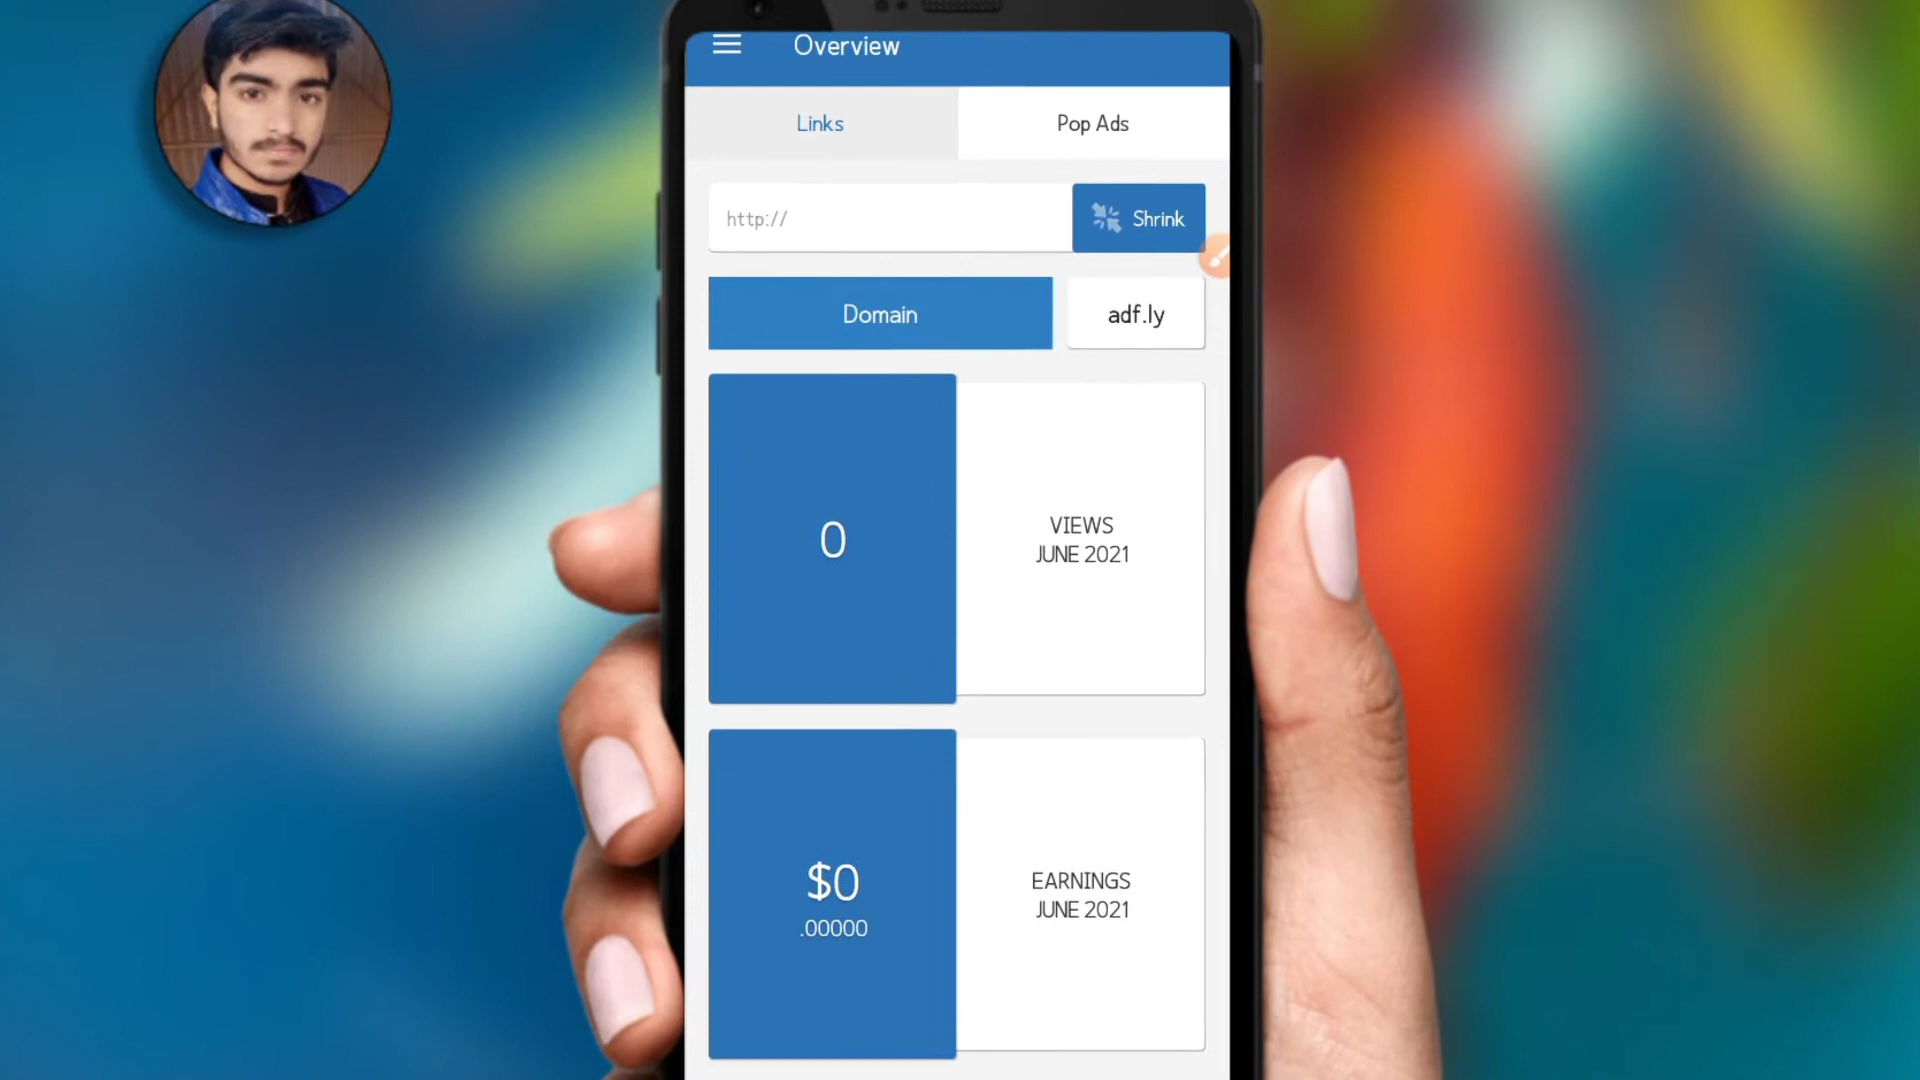 Overview
Links
Pop Ads
http://
Shrink
Domain
adf.ly
0
VIEWS
JUNE 2021
$0
.00000
EARNINGS
JUNE 2021